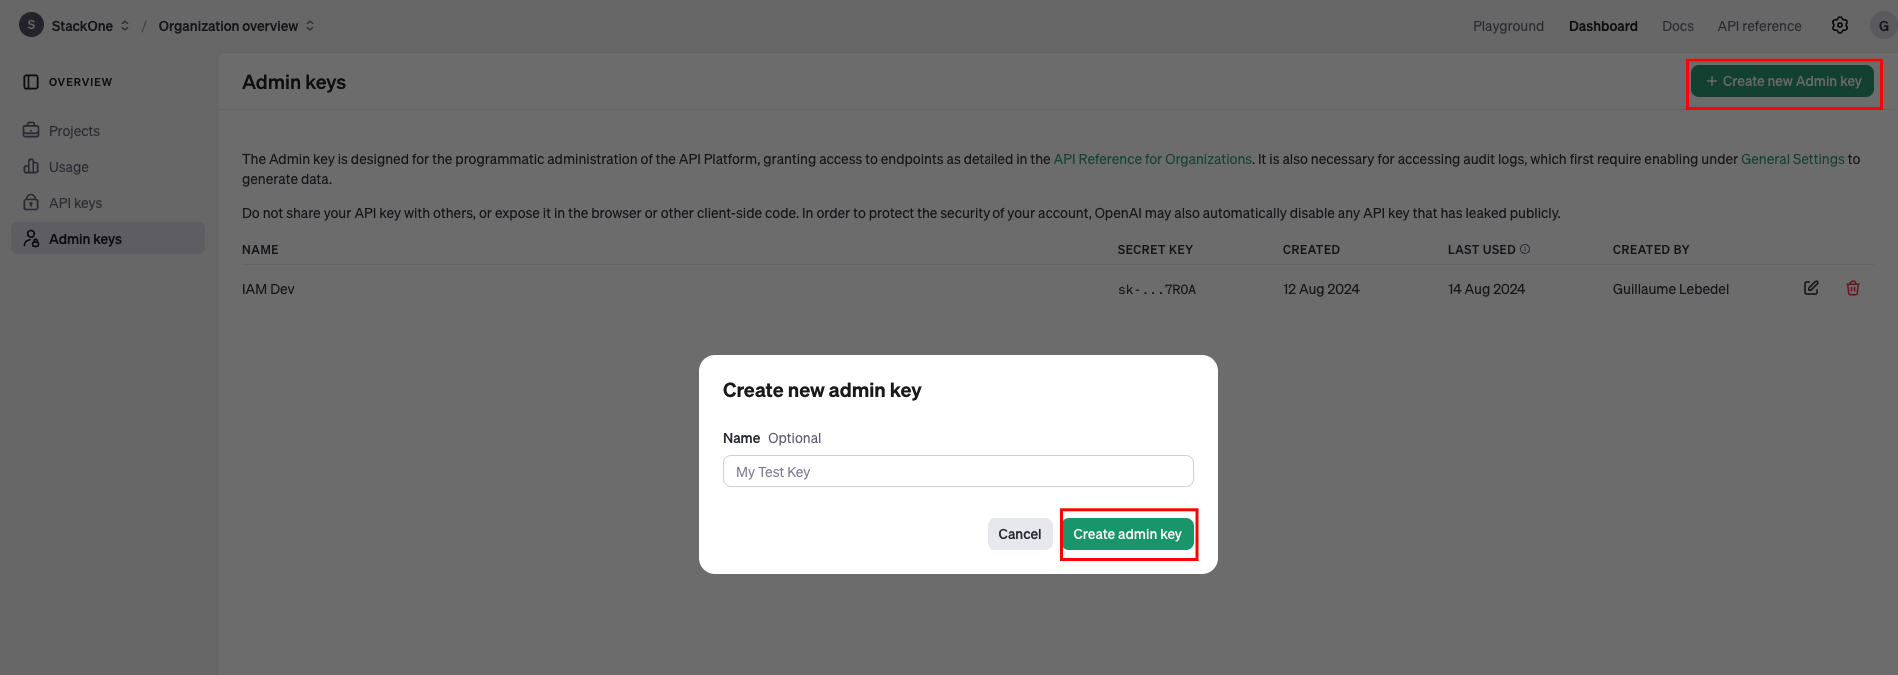 S StackOne / Organization overview Playground Dashboard Docs API reference G
OVERVIEW
Admin keys
+ Create new Admin key
Projects
Usage
API keys
Admin keys
The Admin key is designed for the programmatic administration of the API Platform, granting access to endpoints as detailed in the API Reference for Organizations. It is also necessary for accessing audit logs, which first require enabling under General Settings to
generate data.
Do not share your API key with others, or expose it in the browser or other client-side code. In order to protect the security of your account, OpenAI may also automatically disable any API key that has leaked publicly.
NAME SECRET KEY CREATED LAST USED CREATED BY
IAM Dev sk-...7R0A 12 Aug 2024 14 Aug 2024 Guillaume Lebedel
Create new admin key
Name Optional
My Test Key
Cancel Create admin key